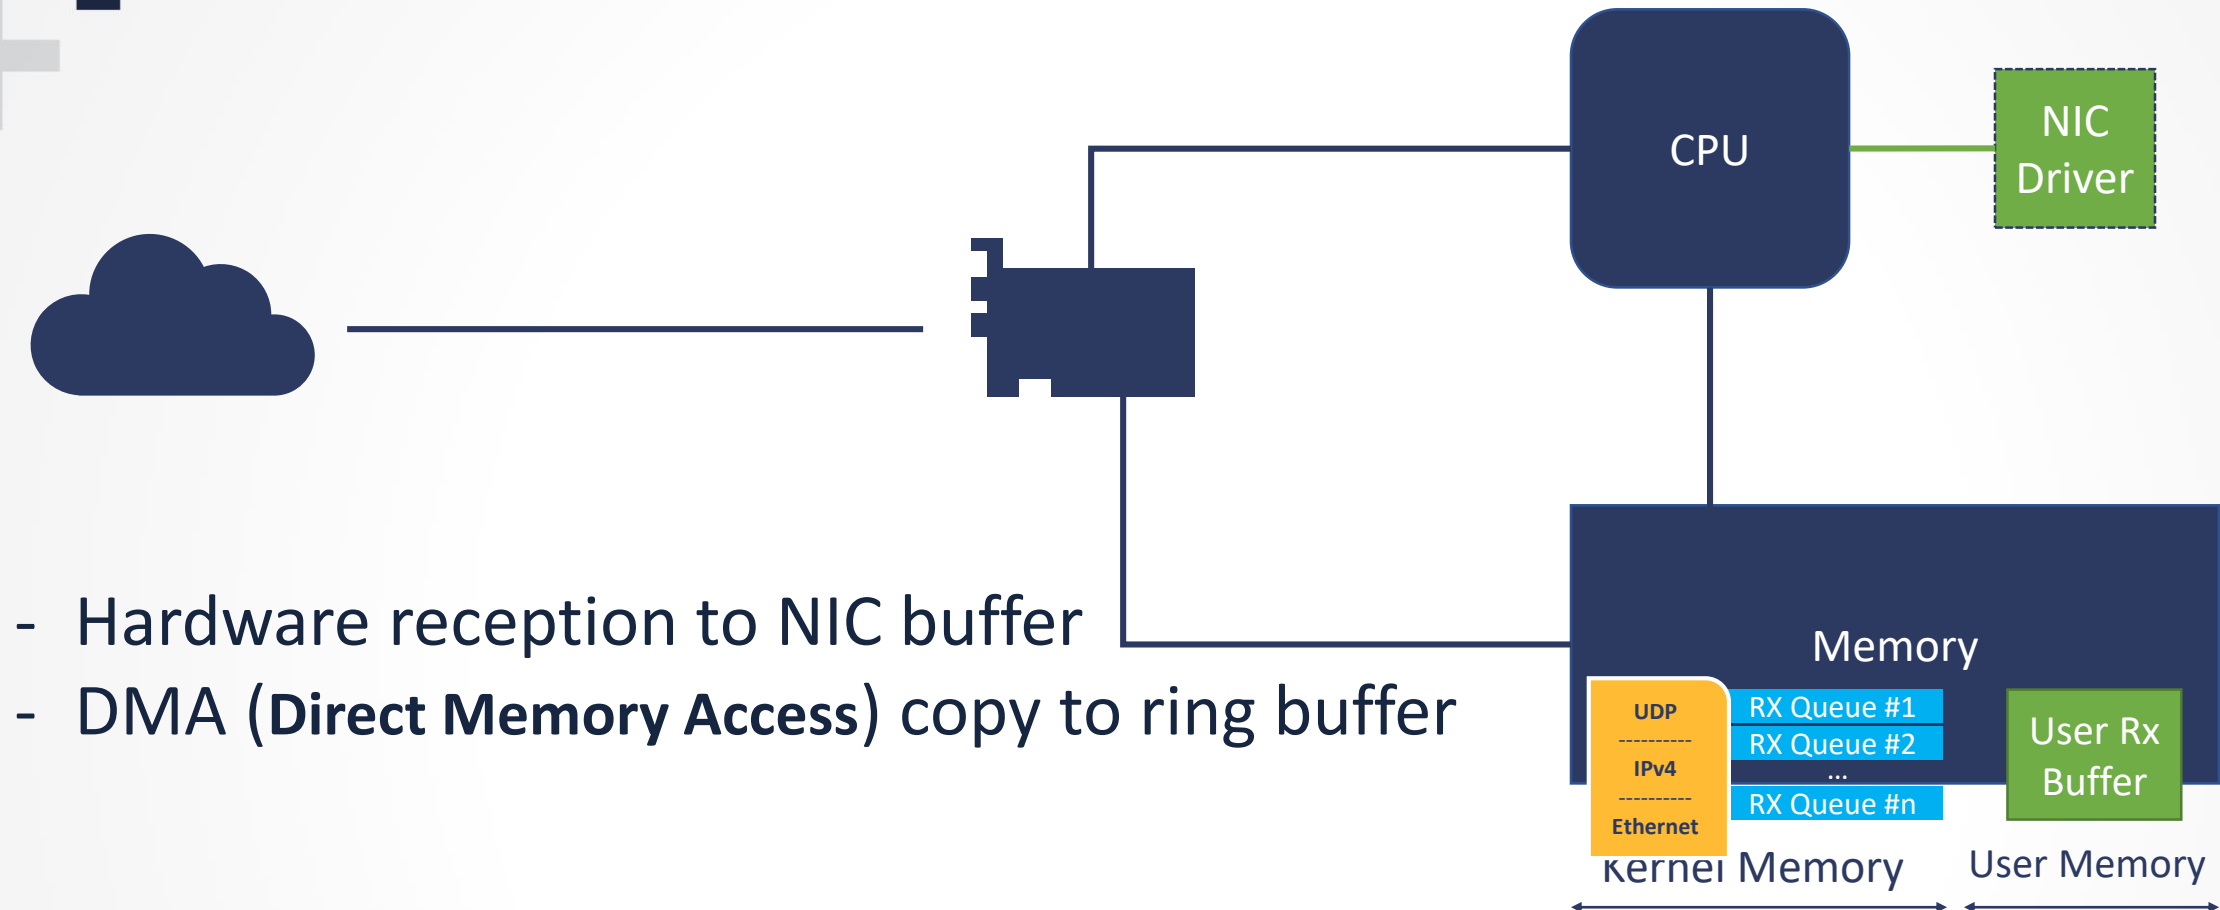 CPU
NIC
Driver
- Hardware reception to NIC buffer
- DMA (Direct Memory Access) copy to ring buffer
Memory
UDP
----------
IPv4
----------
Ethernet
RX Queue #1
RX Queue #2
...
RX Queue #n
User Rx
Buffer
Kernel Memory
User Memory